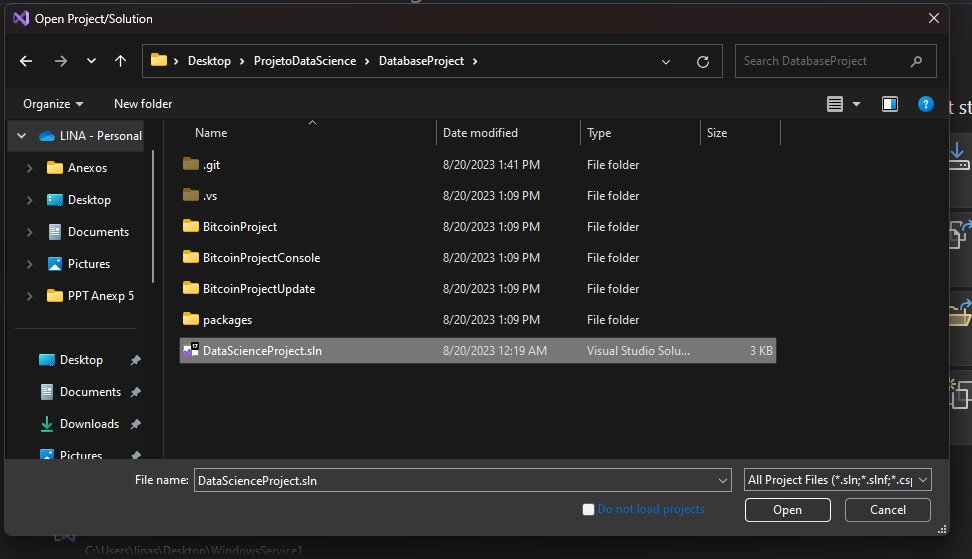 Open Project/Solution
Desktop > ProjetoDataScience > DatabaseProject >
Search DatabaseProject
Organize New folder
t st
Name Date modified Type Size
LINA - Personal
Anexos
Desktop
Documents
Pictures
PPT Anexp 5
Desktop
Documents
Downloads
Pictures
.git 8/20/2023 1:41 PM File folder
.vs 8/20/2023 1:09 PM File folder
BitcoinProject 8/20/2023 1:09 PM File folder
BitcoinProjectConsole 8/20/2023 1:09 PM File folder
BitcoinProjectUpdate 8/20/2023 1:09 PM File folder
packages 8/20/2023 1:09 PM File folder
DataScienceProject.sln 8/20/2023 12:19 AM Visual Studio Solu... 3 KB
File name: DataScienceProject.sln All Project Files (*.sln;*.slnf;*.csp
Do not load projects
Open Cancel
C:\Users\linas\Desktop\WindowsService1